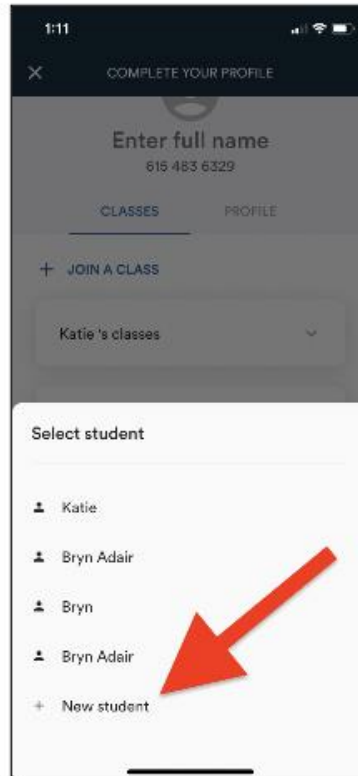 1:11
COMPLETE YOUR PROFILE
Enter full name
615 483 6329
CLASSES PROFILE
+ JOIN A CLASS
Katie 's classes
Select student
Katie
Bryn Adair
Bryn
Bryn Adair
+ New student